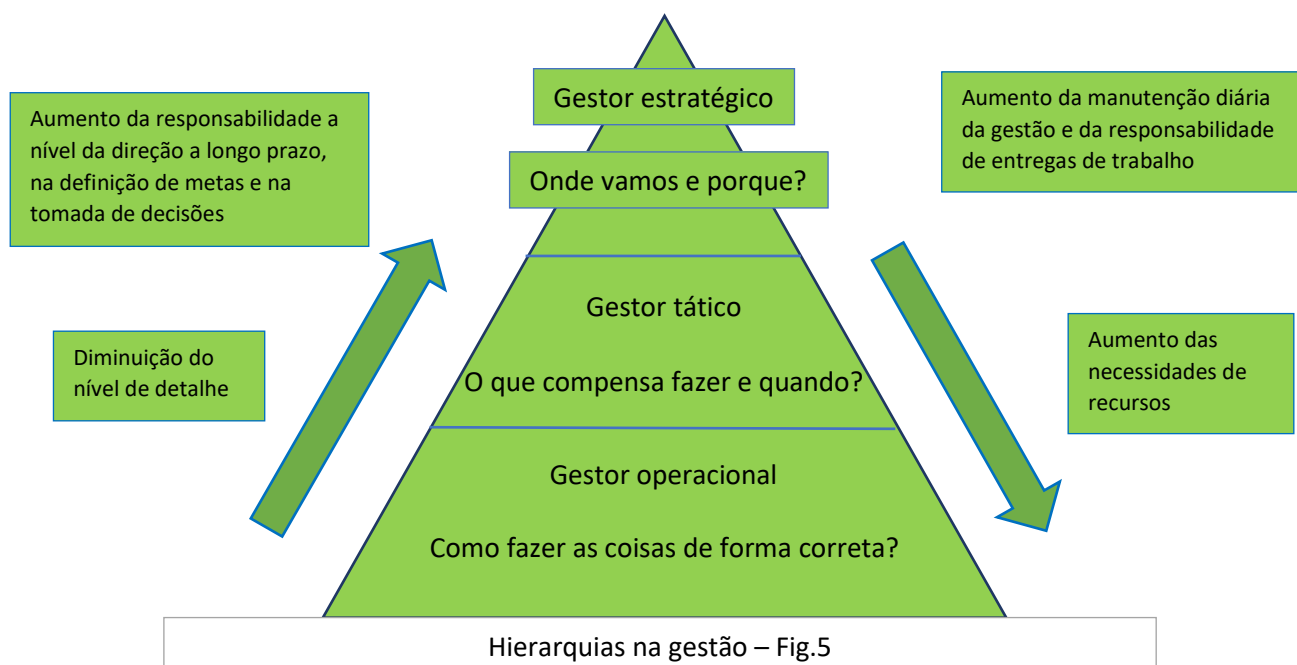 Gestor estratégico
Aumento da responsabilidade a
nível da direção a longo prazo,
na definição de metas e na
tomada de decisões
Aumento da manutenção diária
da gestão e da responsabilidade
de entregas de trabalho
Onde vamos e porque?
Gestor tático
O que compensa fazer e quando?
Diminuição do
nível de detalhe
Aumento das
necessidades de
recursos
Gestor operacional
Como fazer as coisas de forma correta?
Hierarquias na gestão – Fig.5